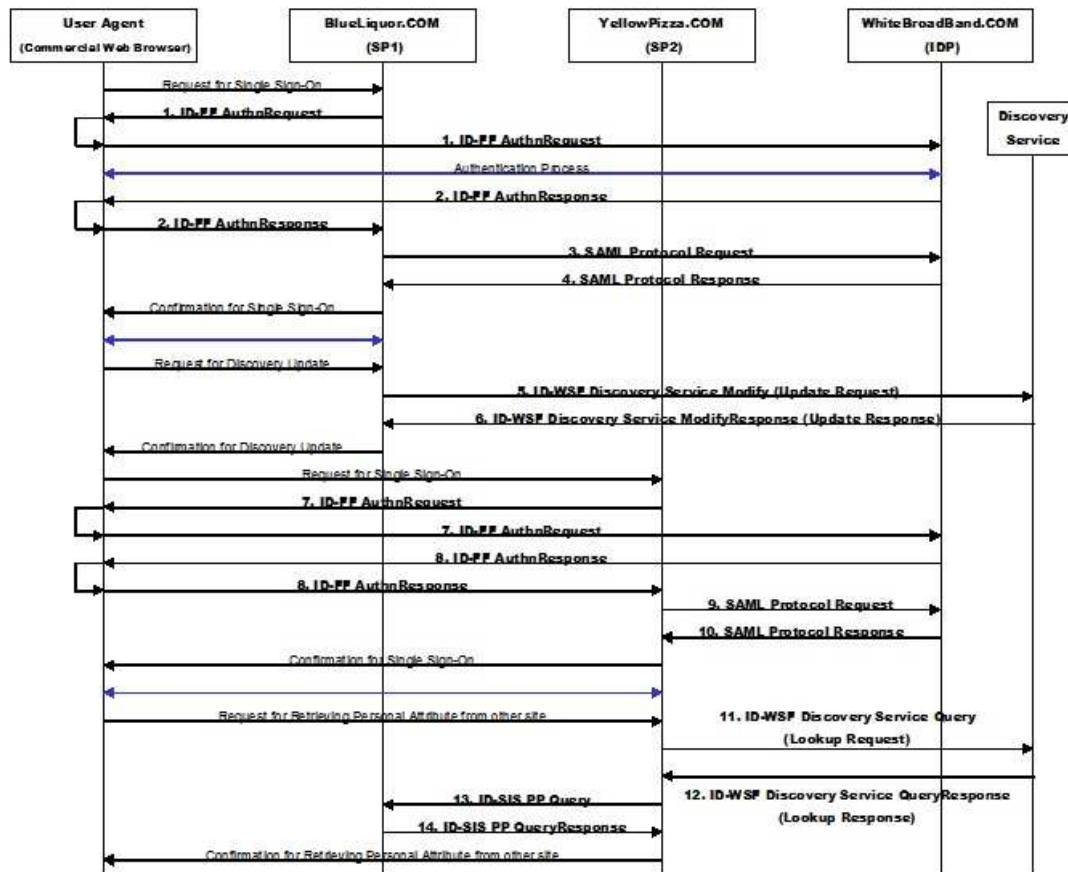 User Agent
(Commercial Web Browser)
BlueLiquor.COM
(SP1)
YellowPizza.COM
(SP2)
WhiteBroadBand.COM
(IDP)
Discovery
Service
Request for Single Sign-On
1. ID-FF AuthnRequest
1. ID-FF AuthnRequest
Authentication Process
2. ID-FF AuthnResponse
2. ID-FF AuthnResponse
3. SAML Protocol Request
4. SAML Protocol Response
Confirmation for Single Sign-On
Request for Discovery Update
5. ID-WSF Discovery Service Modify (Update Request)
6. ID-WSF Discovery Service ModifyResponse (Update Response)
Confirmation for Discovery Update
Request for Single Sign-On
7. ID-FF AuthnRequest
7. ID-FF AuthnRequest
8. ID-FF AuthnResponse
8. ID-FF AuthnResponse
9. SAML Protocol Request
10. SAML Protocol Response
Confirmation for Single Sign-On
Request for Retrieving Personal Attribute from other site
11. ID-WSF Discovery Service Query
(Lookup Request)
12. ID-WSF Discovery Service QueryResponse
(Lookup Response)
13. ID-SIS PP Query
14. ID-SIS PP QueryResponse
Confirmation for Retrieving Personal Attribute from other site